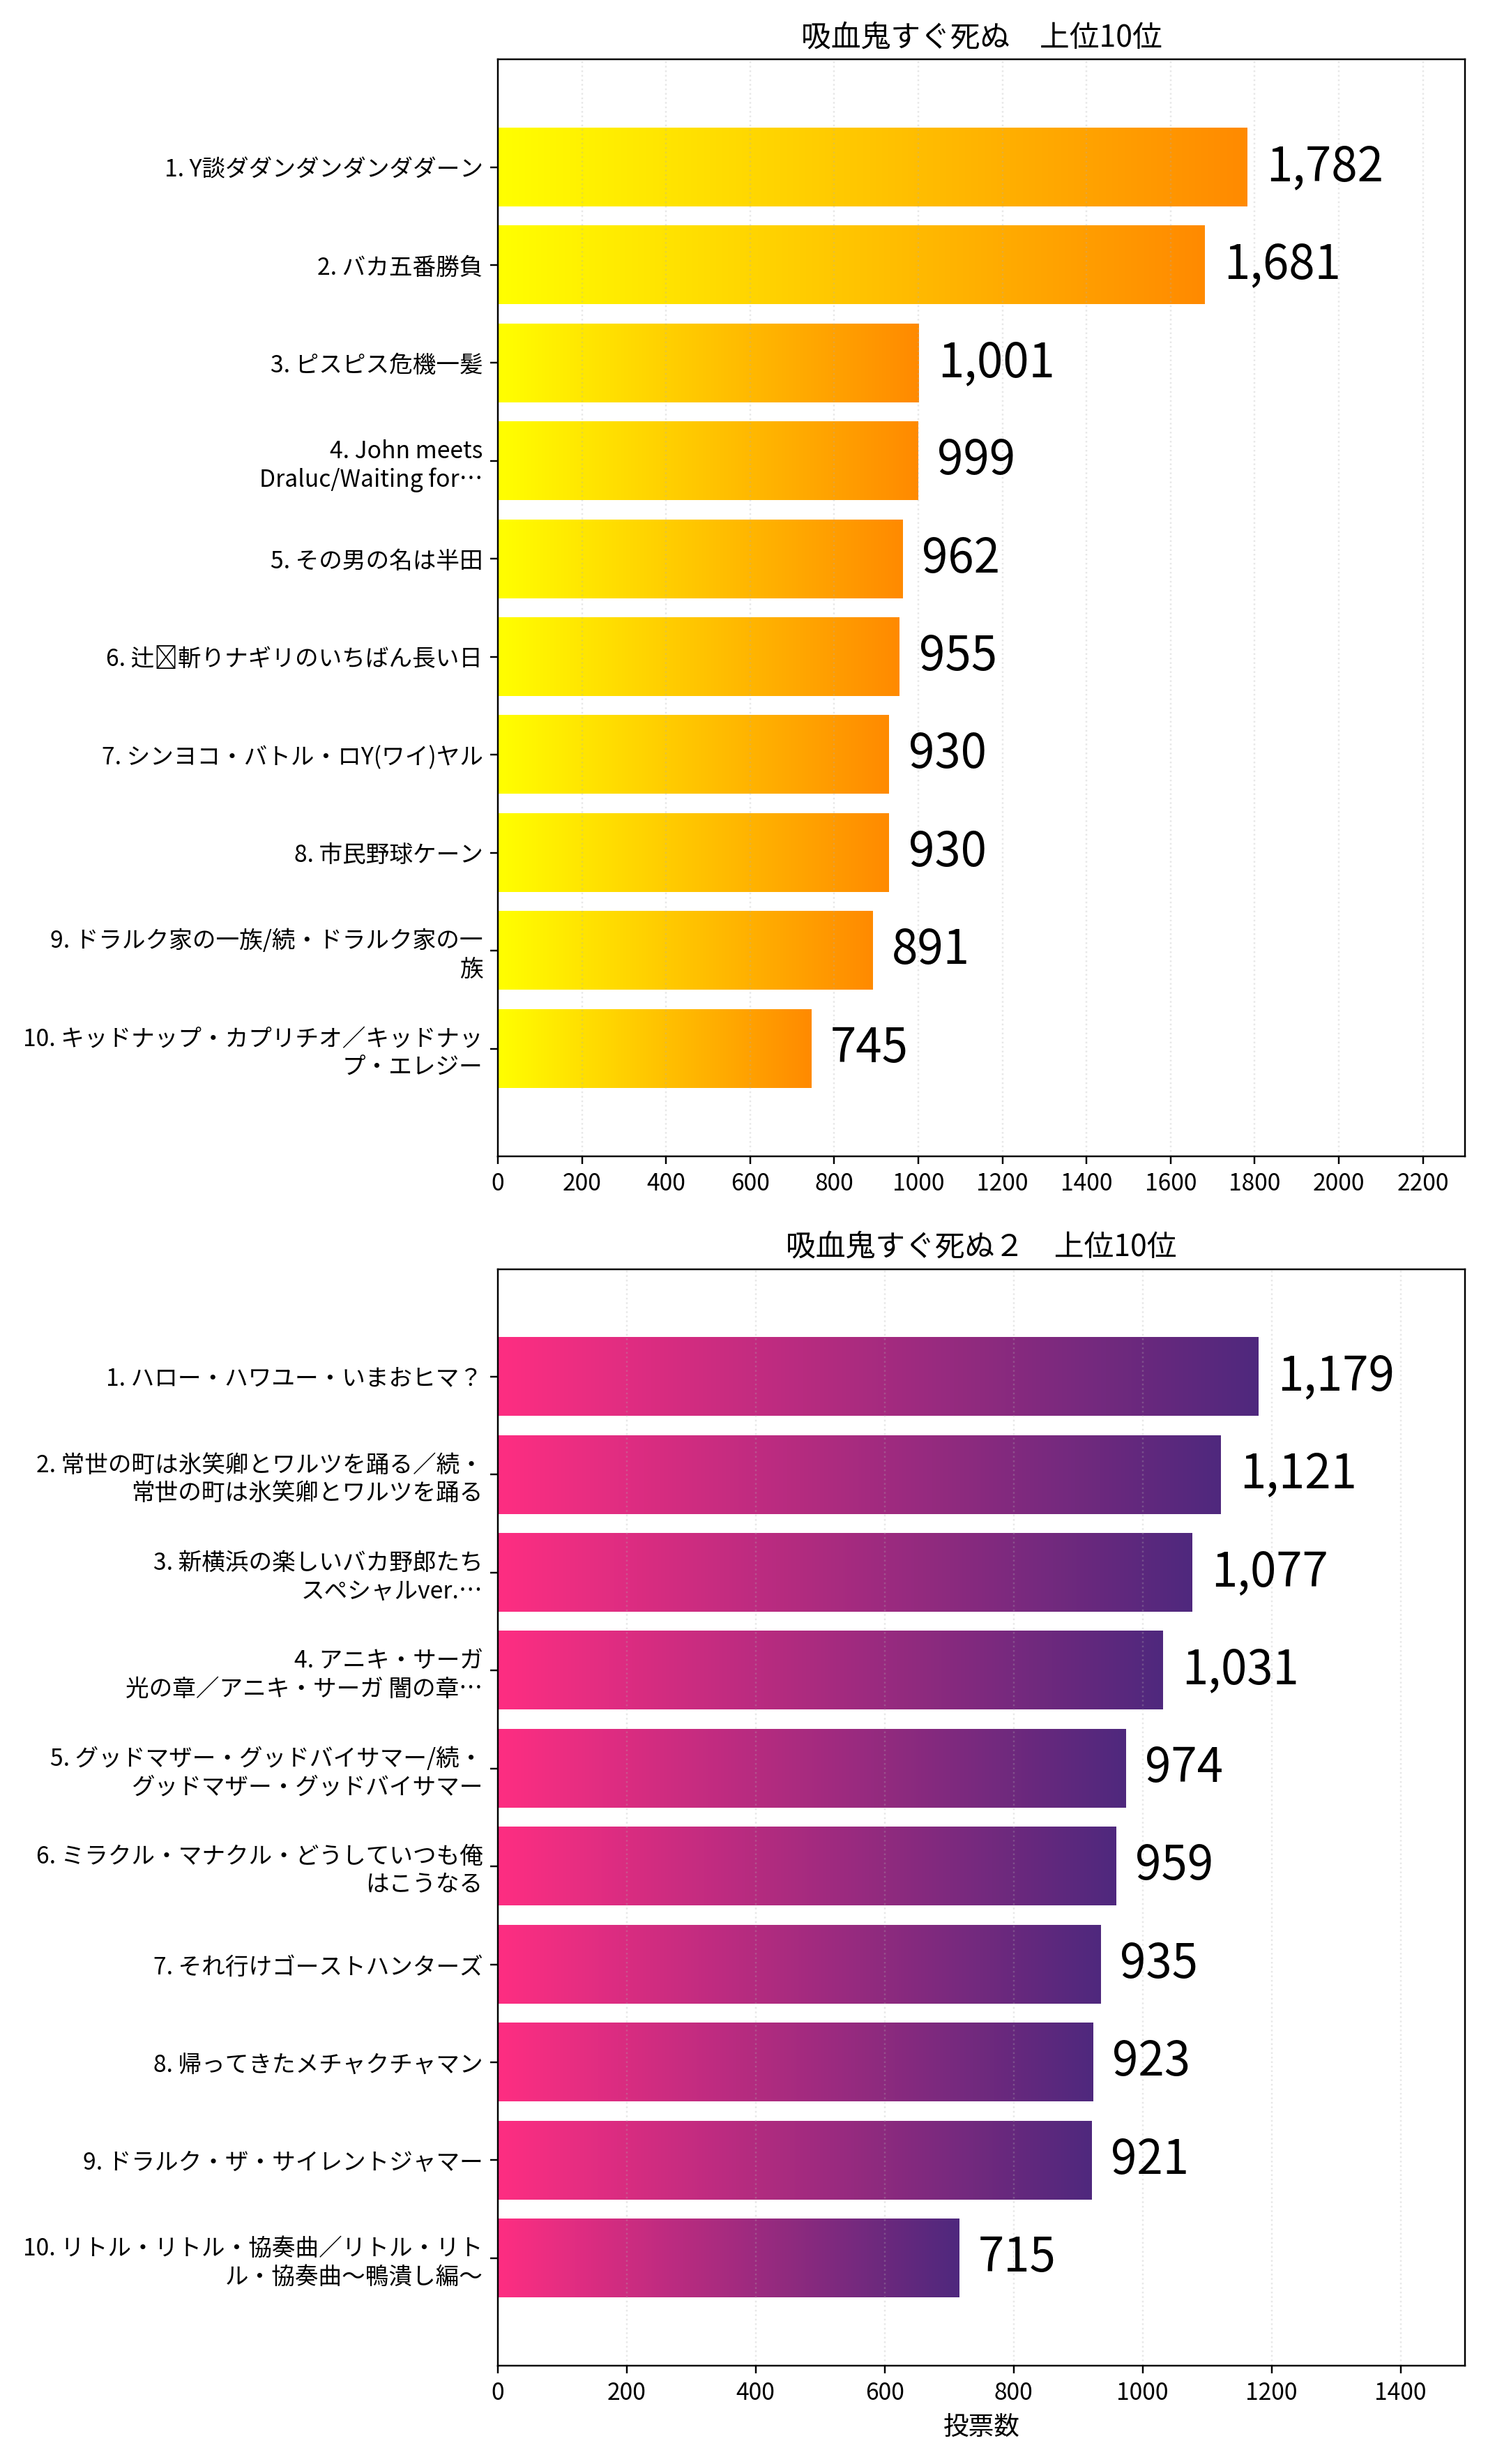 吸血鬼すぐ死ぬ　上位10位
1. Y談ダダンダンダンダダーン
1,782
2. バカ五番勝負
1,681
3. ピスピス危機一髪
1,001
4. John meets
Draluc/Waiting for…
999
5. その男の名は半田
962
6. 辻斬りナギリのいちばん長い日
955
7. シンヨコ・バトル・ロY(ワイ)ヤル
930
8. 市民野球ケーン
930
9. ドラルク家の一族/続・ドラルク家の一
族
891
10. キッドナップ・カプリチオ／キッドナッ
プ・エレジー
745
0 200 400 600 800 1000 1200 1400 1600 1800 2000 2200
吸血鬼すぐ死ぬ２　上位10位
1. ハロー・ハワユー・いまおヒマ？
1,179
2. 常世の町は氷笑卿とワルツを踊る／続・
常世の町は氷笑卿とワルツを踊る
1,121
3. 新横浜の楽しいバカ野郎たち
スペシャルver.…
1,077
4. アニキ・サーガ
光の章／アニキ・サーガ 闇の章…
1,031
5. グッドマザー・グッドバイサマー/続・
グッドマザー・グッドバイサマー
974
6. ミラクル・マナクル・どうしていつも俺
はこうなる
959
7. それ行けゴーストハンターズ
935
8. 帰ってきたメチャクチャマン
923
9. ドラルク・ザ・サイレントジャマー
921
10. リトル・リトル・協奏曲／リトル・リト
ル・協奏曲～鴨潰し編～
715
0 200 400 600 800 1000 1200 1400
投票数